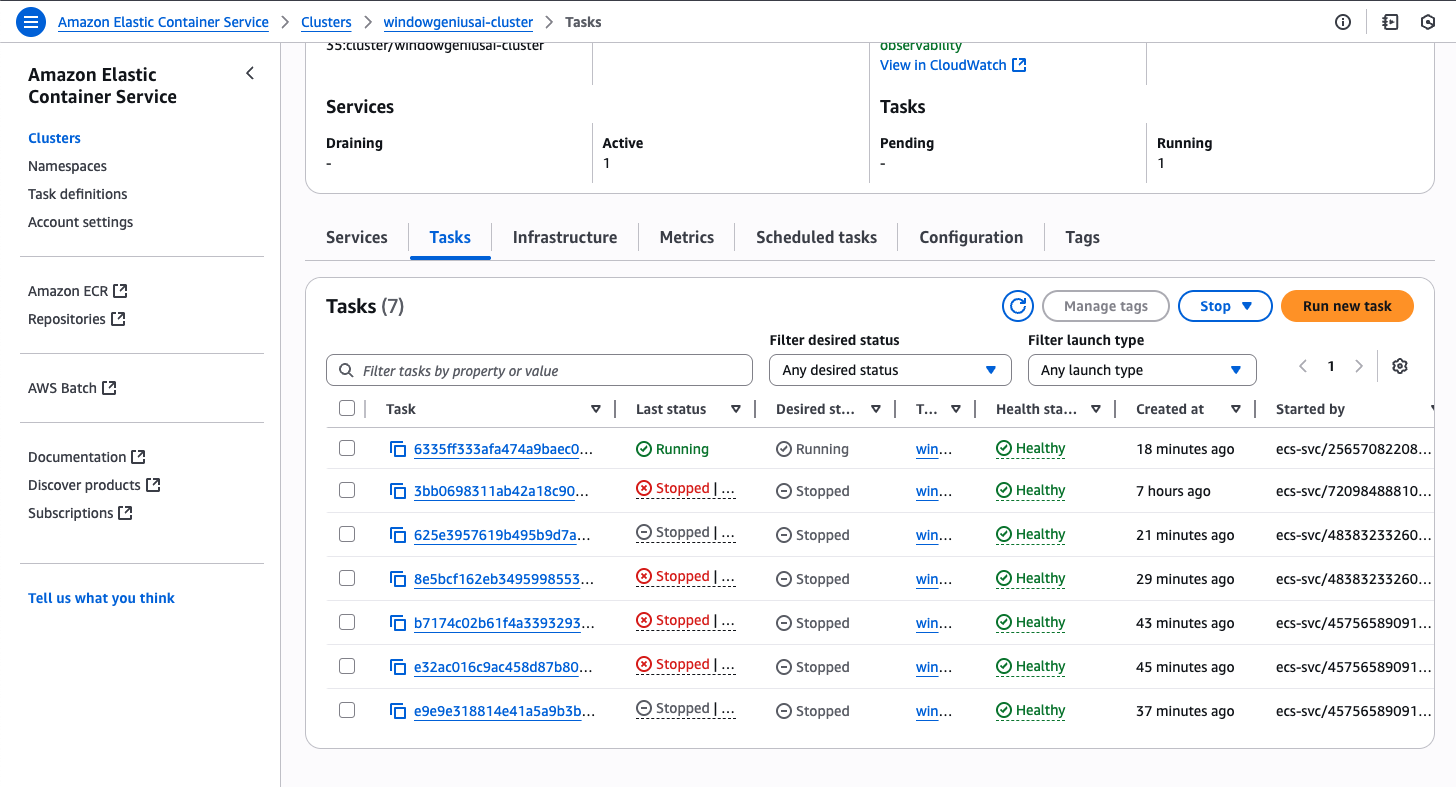 Amazon Elastic Container Service > Clusters > windowgeniusai-cluster > Tasks
Amazon Elastic
Container Service
Clusters
Namespaces
Task definitions
Account settings
Amazon ECR
Repositories
AWS Batch
Documentation
Discover products
Subscriptions
Tell us what you think
35:cluster/windowgeniusai-cluster
observability
View in CloudWatch
Services
Draining
-
Active
1
Tasks
Pending
-
Running
1
Services Tasks Infrastructure Metrics Scheduled tasks Configuration Tags
Tasks (7)
Manage tags Stop Run new task
Filter desired status Filter launch type
Filter tasks by property or value Any desired status Any launch type 1
Task Last status Desired st... T... Health sta... Created at Started by
6335ff333afa474a9baec0... Running Running win... Healthy 18 minutes ago ecs-svc/25657082208...
3bb0698311ab42a18c90... Stopped | ... Stopped win... Healthy 7 hours ago ecs-svc/72098488810...
625e3957619b495b9d7a... Stopped | ... Stopped win... Healthy 21 minutes ago ecs-svc/48383233260...
8e5bcf162eb3495998553... Stopped | ... Stopped win... Healthy 29 minutes ago ecs-svc/48383233260...
b7174c02b61f4a3393293... Stopped | ... Stopped win... Healthy 43 minutes ago ecs-svc/45756589091...
e32ac016c9ac458d87b80... Stopped | ... Stopped win... Healthy 45 minutes ago ecs-svc/45756589091...
e9e9e318814e41a5a9b3b... Stopped | ... Stopped win... Healthy 37 minutes ago ecs-svc/45756589091...